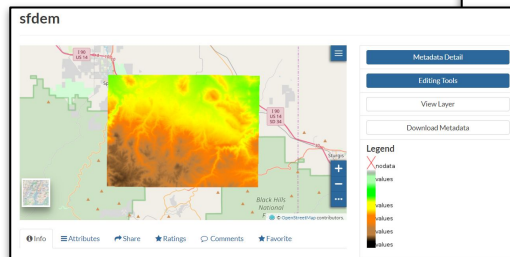 sfdem
I 90
US 14
I 90
US 14
SD 34
Sturgis
Black Hills
National
© OpenStreetMap contributors.
Info
Attributes
Share
Ratings
Comments
Favorite
Metadata Detail
Editing Tools
View Layer
Download Metadata
Legend
nodata
values
values
values
values
values